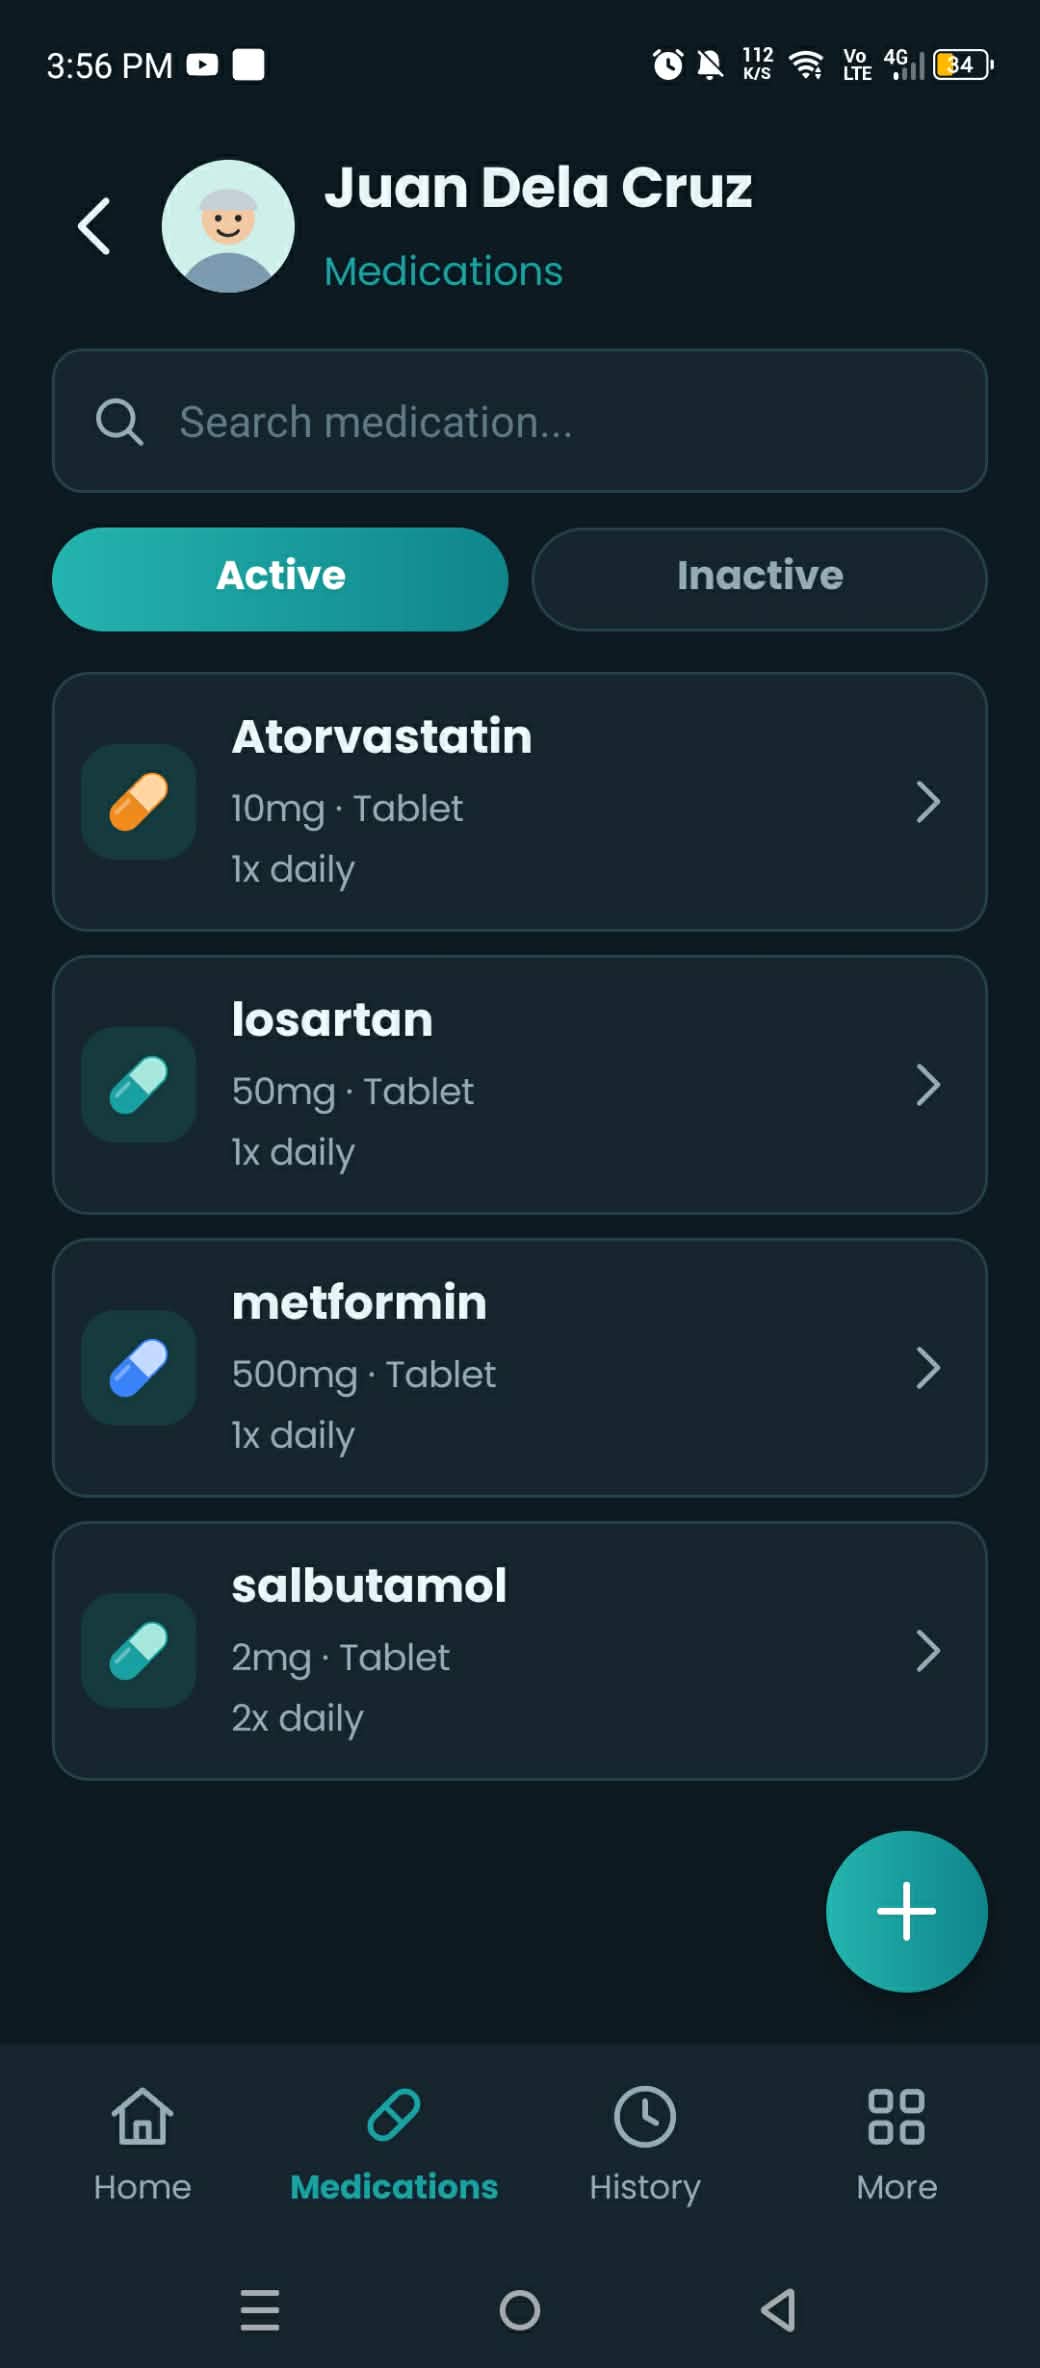 3:56 PM
112
K/S
Vo
LTE
4G
34
Juan Dela Cruz
Medications
Search medication...
Active
Inactive
Atorvastatin
10mg · Tablet
1x daily
losartan
50mg · Tablet
1x daily
metformin
500mg · Tablet
1x daily
salbutamol
2mg · Tablet
2x daily
Home
Medications
History
More